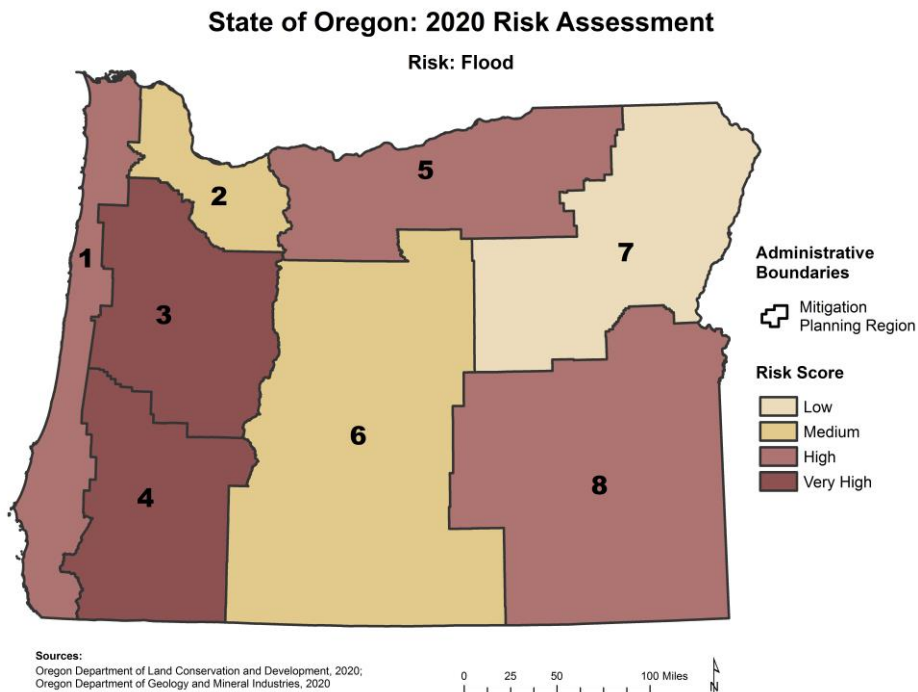 State of Oregon: 2020 Risk Assessment
Risk: Flood
1
2
3
4
5
6
7
8
Administrative
Boundaries
Mitigation
Planning Region
Risk Score
Low
Medium
High
Very High
Sources:
Oregon Department of Land Conservation and Development, 2020;
Oregon Department of Geology and Mineral Industries, 2020
0 25 50 100 Miles
N